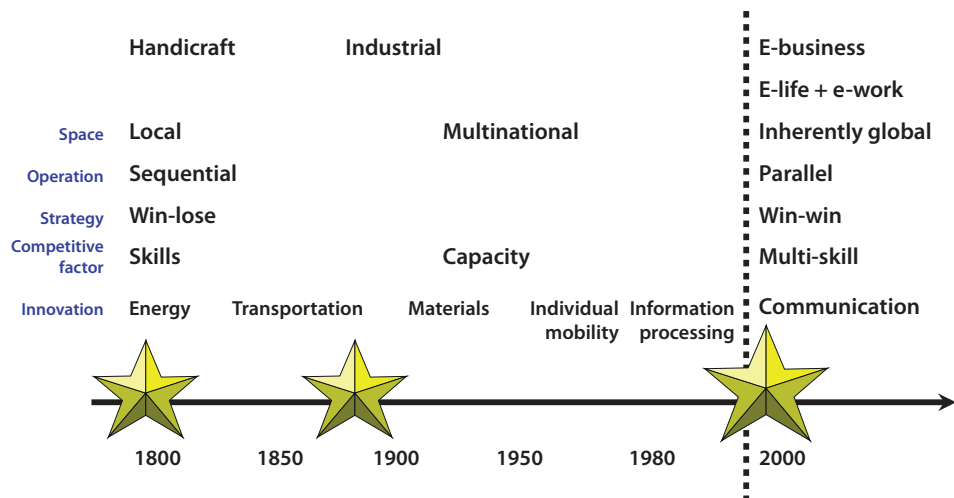 Handicraft Industrial E-business
E-life + e-work
Space Local Multinational Inherently global
Operation Sequential Parallel
Strategy Win-lose Win-win
Competitive
factor Skills Capacity Multi-skill
Innovation Energy Transportation Materials Individual
mobility Information
processing Communication
1800 1850 1900 1950 1980 2000